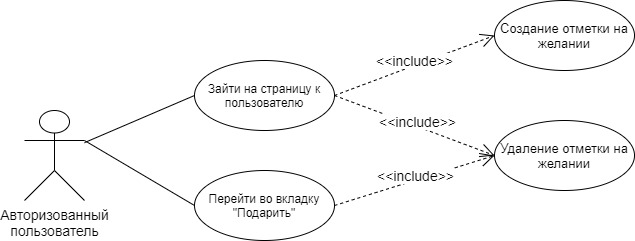 Создание отметки на
желании
<<include>>
Зайти на страницу к
пользователю
<<include>>
Удаление отметки на
желании
<<include>>
Перейти во вкладку
"Подарить"
Авторизованный
пользователь